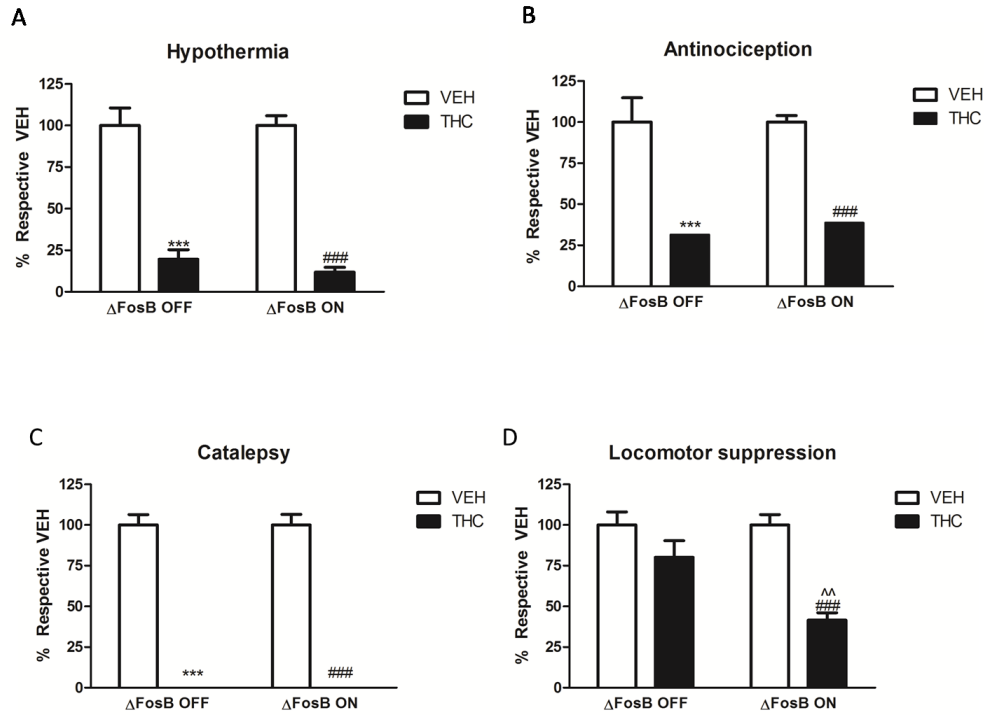 A
Hypothermia
% Respective VEH
125
100
75
50
25
0
***
###
ΔFosB OFF
ΔFosB ON
VEH
THC
B
Antinociception
% Respective VEH
125
100
75
50
25
0
***
###
ΔFosB OFF
ΔFosB ON
VEH
THC
C
Catalepsy
% Respective VEH
125
100
75
50
25
0
***
###
ΔFosB OFF
ΔFosB ON
VEH
THC
D
Locomotor suppression
% Respective VEH
125
100
75
50
25
0
^^
###
ΔFosB OFF
ΔFosB ON
VEH
THC